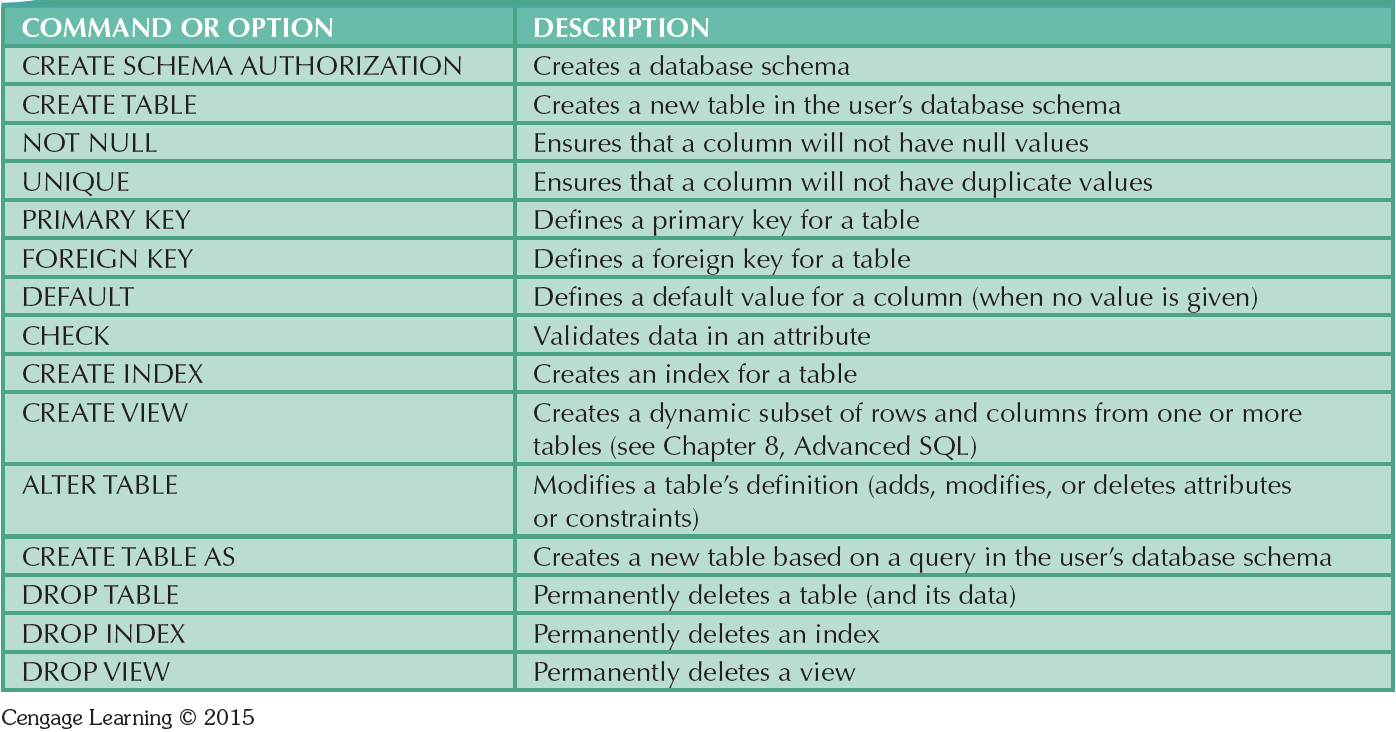 COMMAND OR OPTION DESCRIPTION
CREATE SCHEMA AUTHORIZATION Creates a database schema
CREATE TABLE Creates a new table in the user’s database schema
NOT NULL Ensures that a column will not have null values
UNIQUE Ensures that a column will not have duplicate values
PRIMARY KEY Defines a primary key for a table
FOREIGN KEY Defines a foreign key for a table
DEFAULT Defines a default value for a column (when no value is given)
CHECK Validates data in an attribute
CREATE INDEX Creates an index for a table
CREATE VIEW Creates a dynamic subset of rows and columns from one or more
tables (see Chapter 8, Advanced SQL)
ALTER TABLE Modifies a table’s definition (adds, modifies, or deletes attributes
or constraints)
CREATE TABLE AS Creates a new table based on a query in the user’s database schema
DROP TABLE Permanently deletes a table (and its data)
DROP INDEX Permanently deletes an index
DROP VIEW Permanently deletes a view
Cengage Learning © 2015